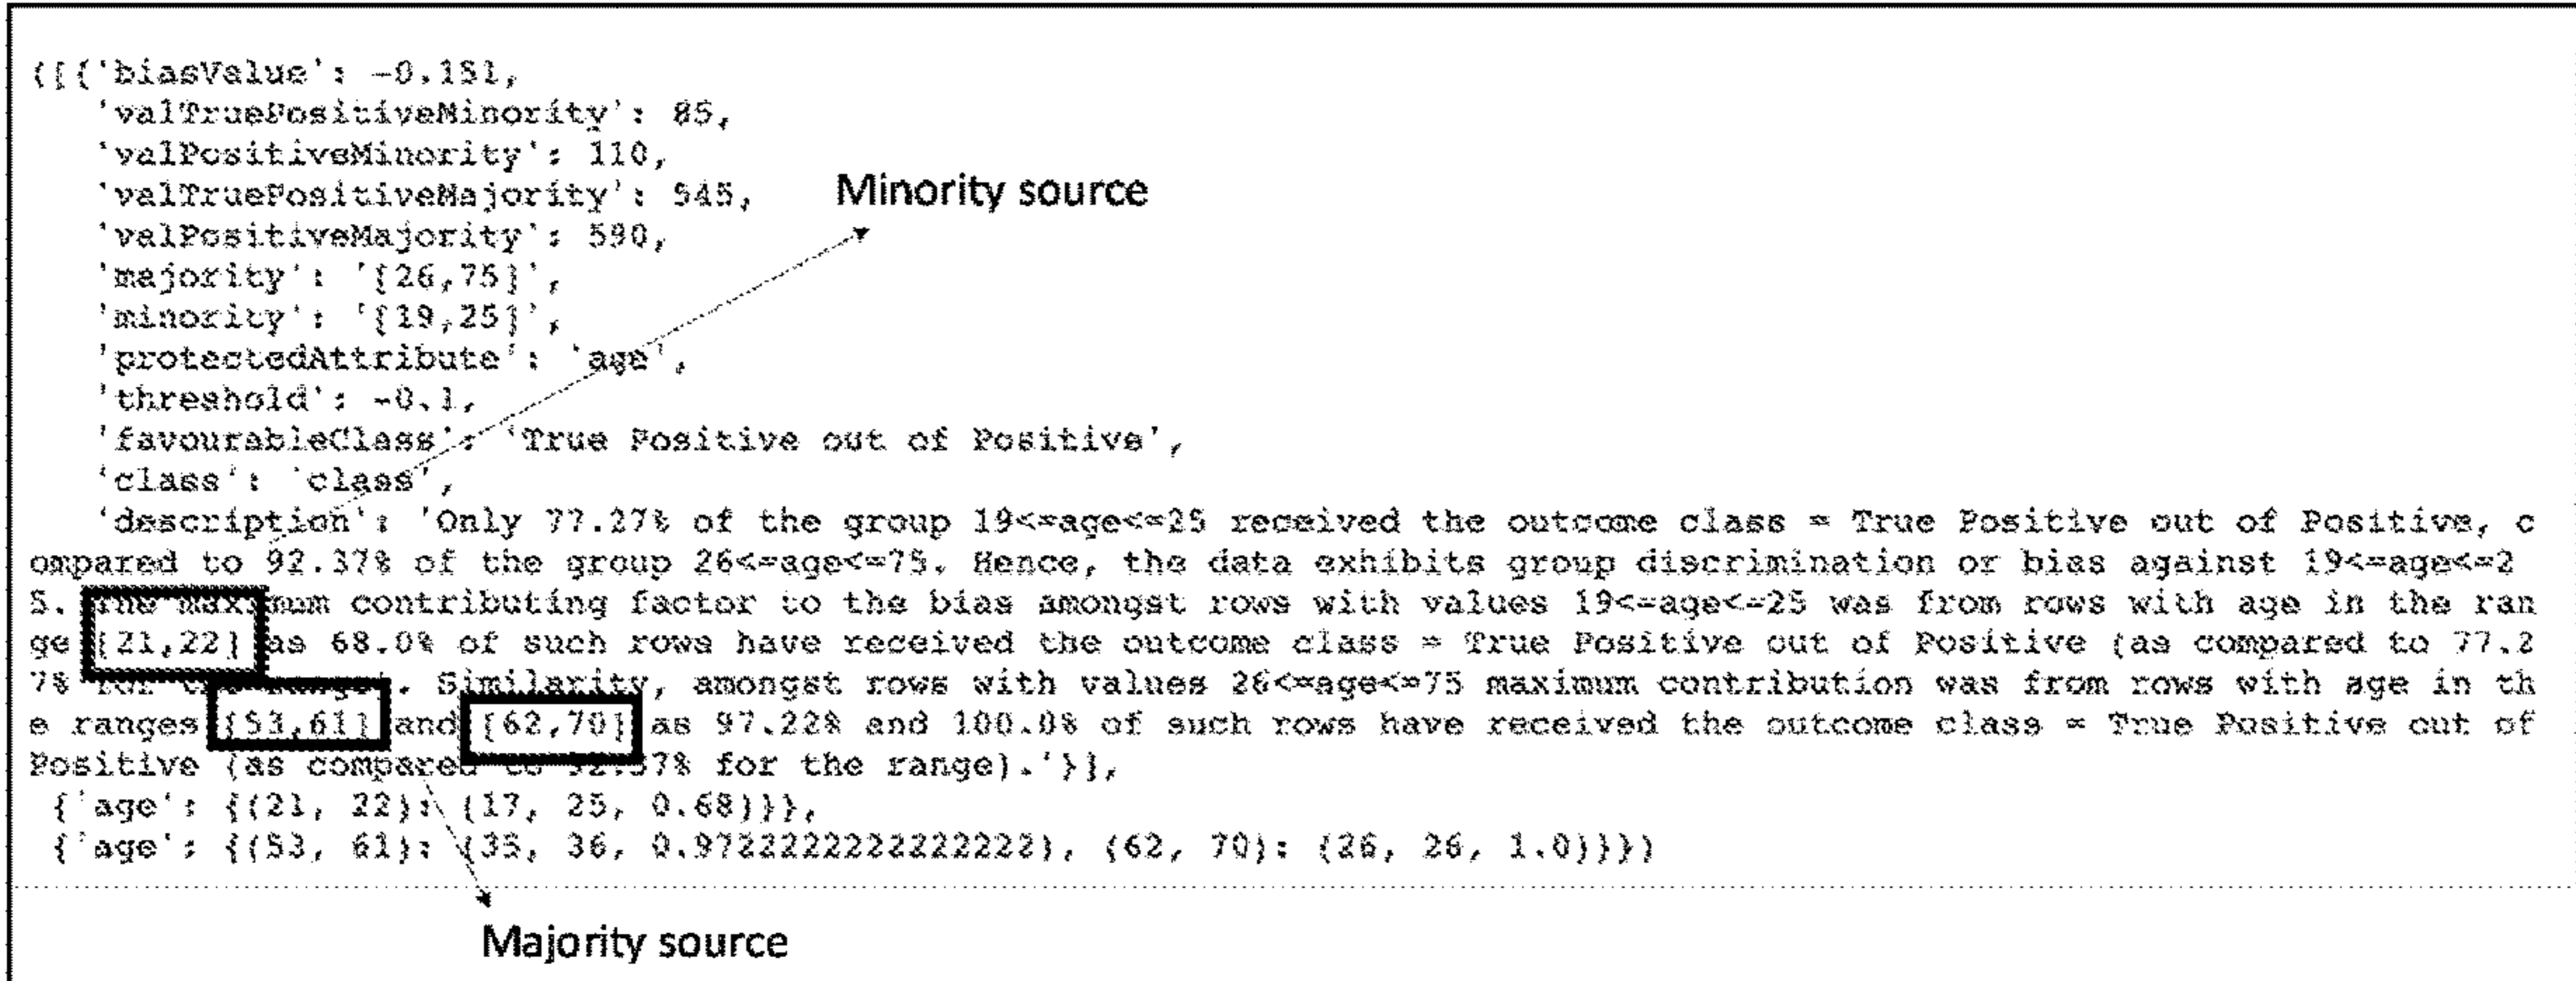 ([{'biasValue': -0.151,
'valTruePositiveMinority': 85,
'valPositiveMinority': 110,
'valTruePositiveMajority': 545,
Minority source
'valPositiveMajority': 590,
'majority': '[26,75]',
'minority': '[19,25]',
'protectedAttribute': 'age',
'threshold': -0.1,
'favourableClass': 'True Positive out of Positive',
'class': 'class',
'description': 'Only 77.27% of the group 19<=age<=25 received the outcome class = True Positive out of Positive, c
ompared to 92.37% of the group 26<=age<=75. Hence, the data exhibits group discrimination or bias against 19<=age<=2
5. The maximum contributing factor to the bias amongst rows with values 19<=age<=25 was from rows with age in the ran
ge [21,22] as 68.0% of such rows have received the outcome class = True Positive out of Positive (as compared to 77.2
7% for the range). Similarity, amongst rows with values 26<=age<=75 maximum contribution was from rows with age in th
e ranges [53,61] and [62,70] as 97.22% and 100.0% of such rows have received the outcome class = True Positive out of
Positive (as compared to 92.37% for the range).'}],
{'age': {(21, 22): (17, 25, 0.68)}},
{'age': {(53, 61): (35, 36, 0.9722222222222222), (62, 70): (26, 26, 1.0)}})
Majority source